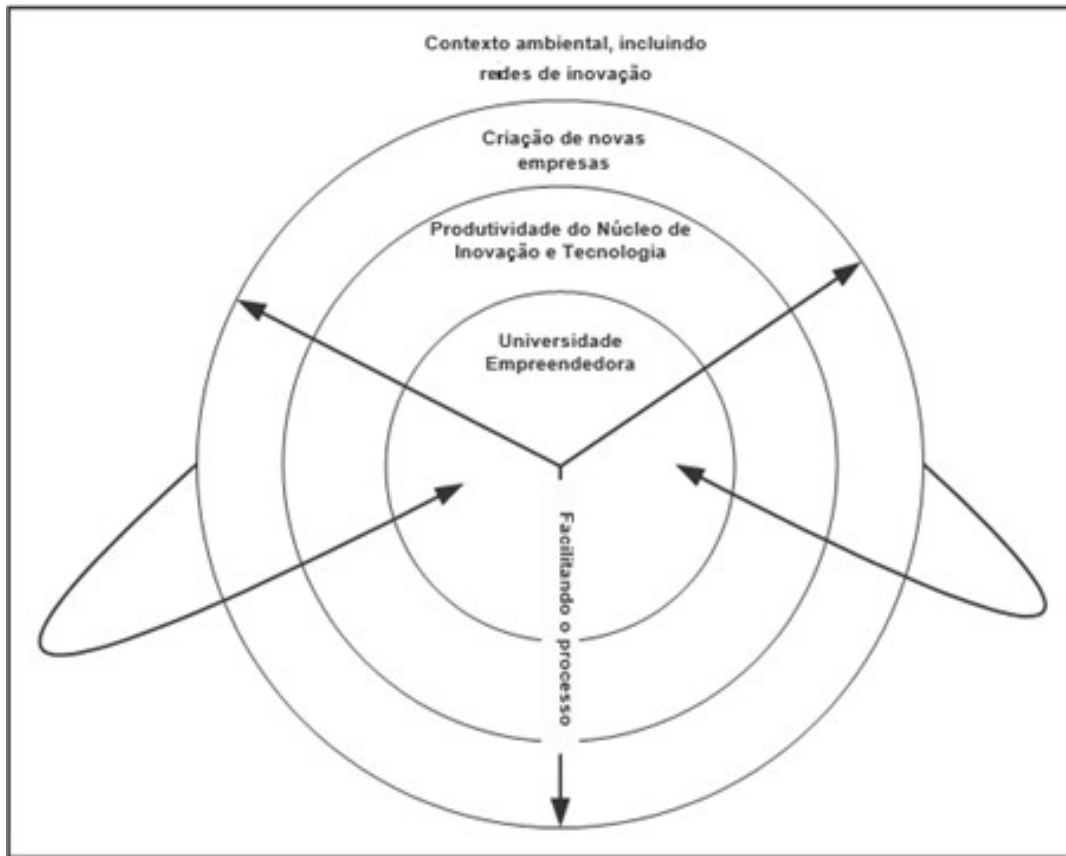 Contexto ambiental, incluindo
redes de inovação
Criação de novas
empresas
Produtividade do Núcleo de
Inovação e Tecnologia
Universidade
Empreendedora
Facilitando o processo